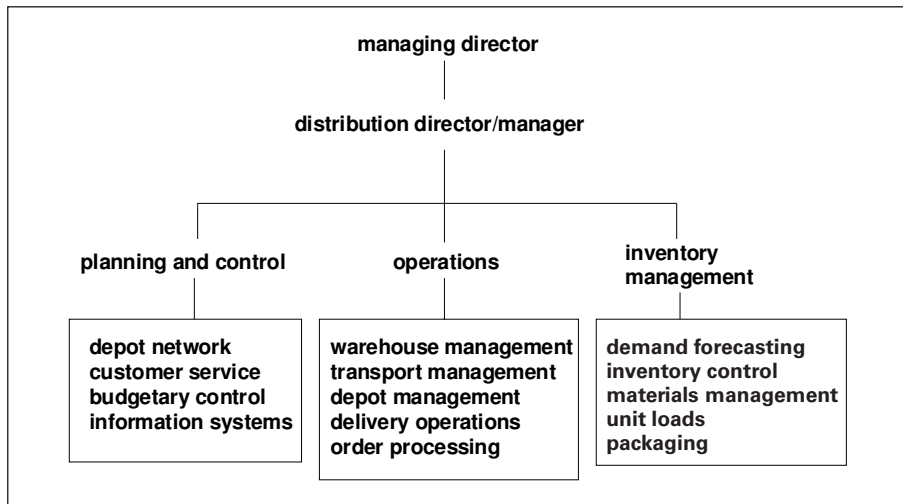 managing director
distribution director/manager
planning and control
operations
inventory
management
depot network
customer service
budgetary control
information systems
warehouse management
transport management
depot management
delivery operations
order processing
demand forecasting
inventory control
materials management
unit loads
packaging